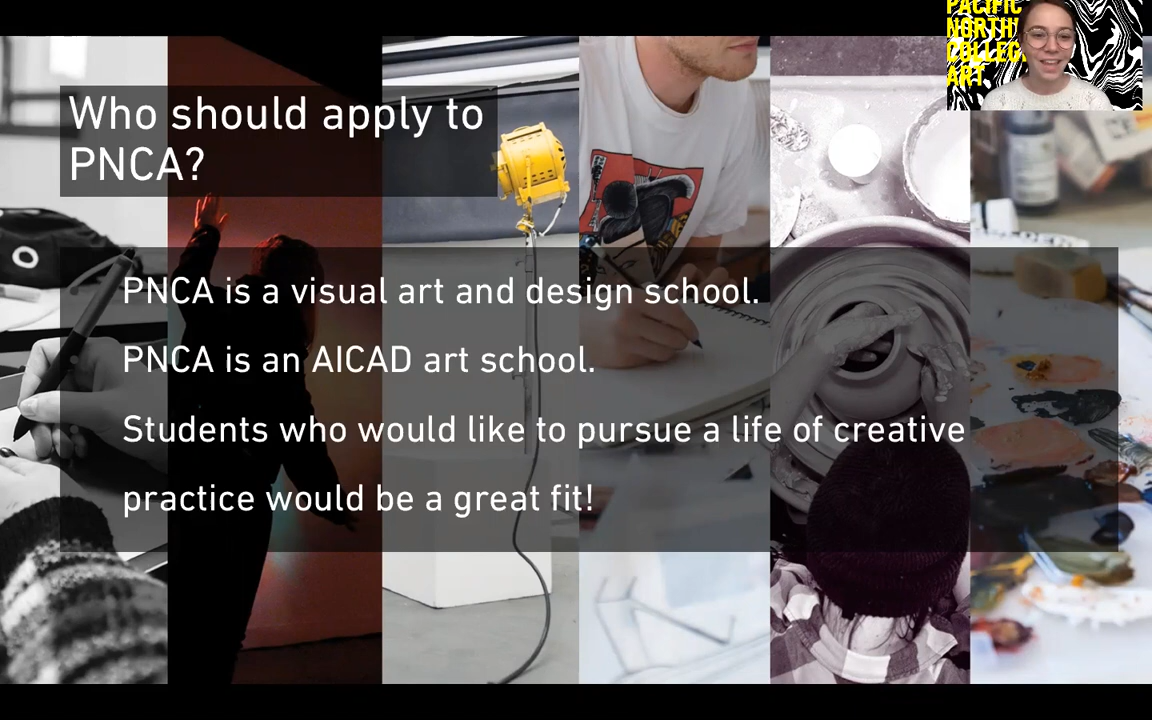 PACIFIC
NORTH
COLLEG
ART
Who should apply to
PNCA?
PNCA is a visual art and design school.
PNCA is an AICAD art school.
Students who would like to pursue a life of creative
practice would be a great fit!